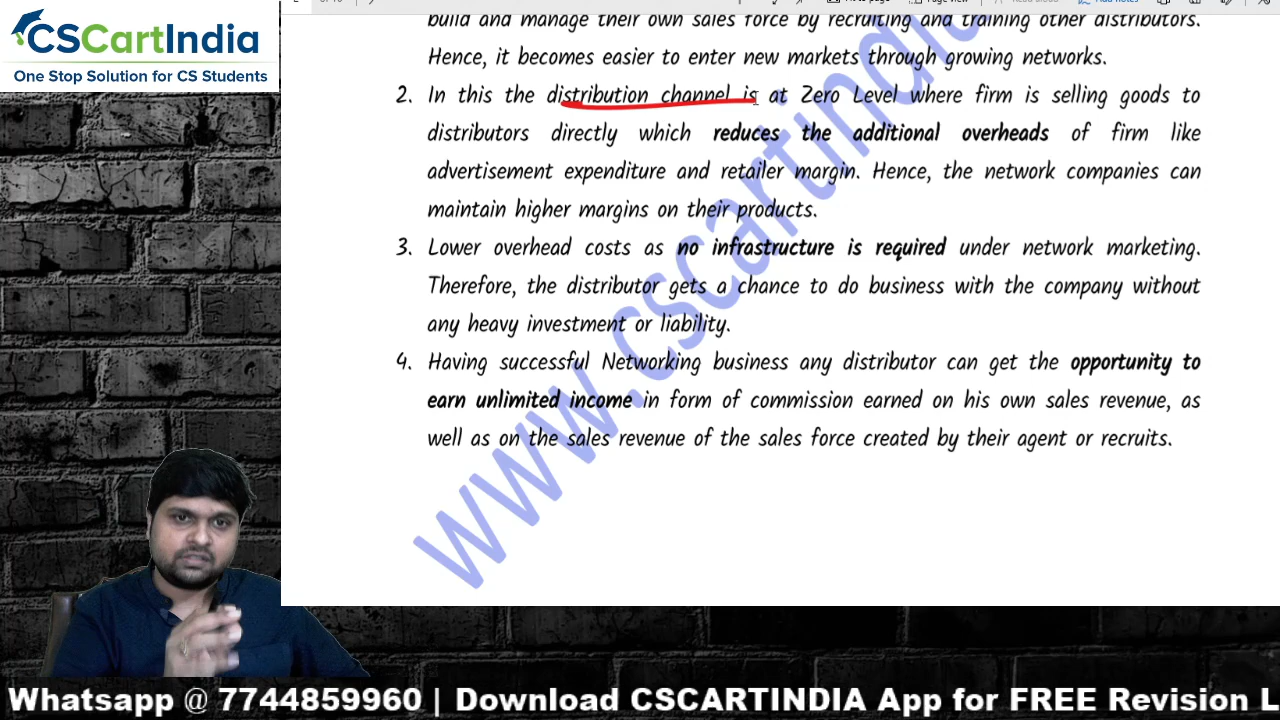 CSCartIndia
One Stop Solution for CS Students
build and manage their own sales force by recruiting and training other distributors.
Hence, it becomes easier to enter new markets through growing networks.
2. In this the distribution channel is at Zero Level where firm is selling goods to
distributors directly which reduces the additional overheads of firm like
advertisement expenditure and retailer margin. Hence, the network companies can
maintain higher margins on their products.
3. Lower overhead costs as no infrastructure is required under network marketing.
Therefore, the distributor gets a chance to do business with the company without
any heavy investment or liability.
4. Having successful Networking business any distributor can get the opportunity to
earn unlimited income in form of commission earned on his own sales revenue, as
well as on the sales revenue of the sales force created by their agent or recruits.
www.cscartindia
Whatsapp @ 7744859960 | Download CSCARTINDIA App for FREE Revision L